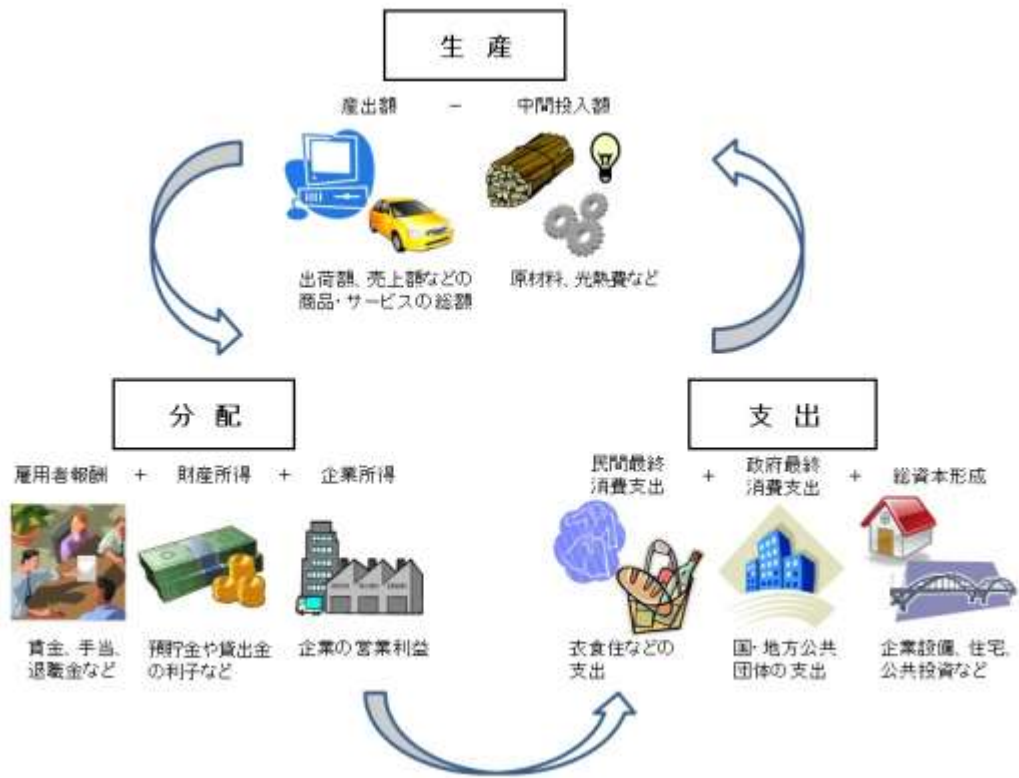 生 産
産出額 － 中間投入額
出荷額、売上額などの
商品・サービスの総額
原材料、光熱費など
分 配
雇用者報酬 + 財産所得 + 企業所得
賃金、手当、
退職金など
預貯金や貸出金
の利子など
企業の営業利益
支 出
民間最終
消費支出
+
政府最終
消費支出
+
総資本形成
衣食住などの
支出
国・地方公共
団体の支出
企業設備、住宅、
公共投資など